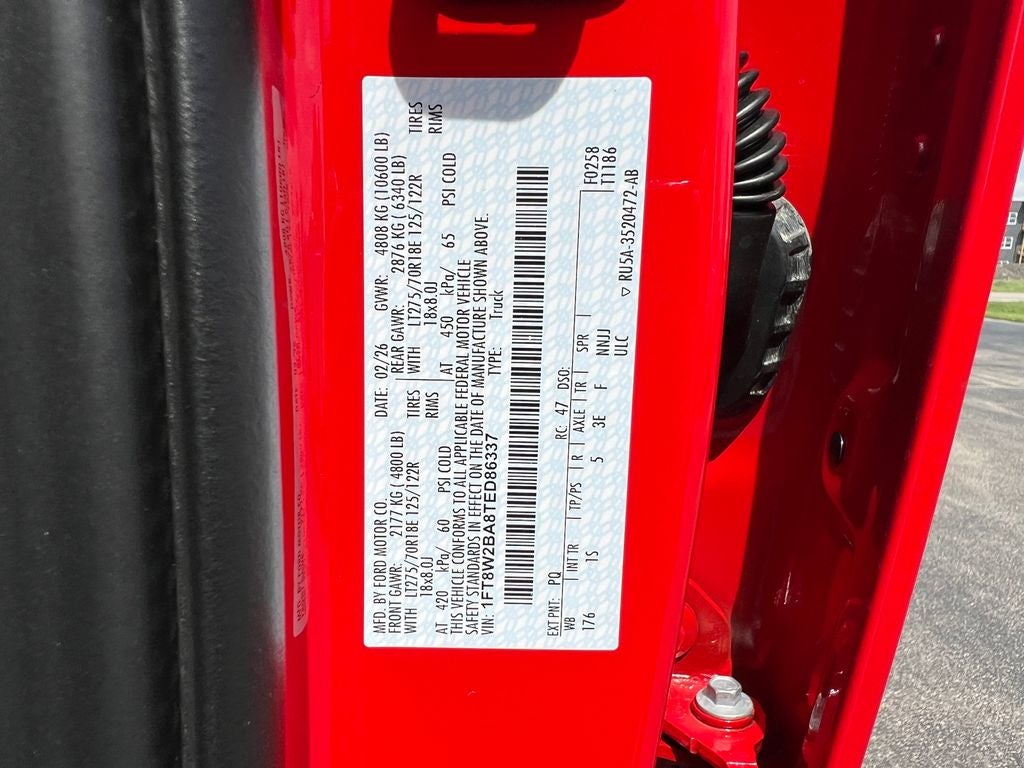 MFD. BY FORD MOTOR CO. DATE: 02/26 GVWR: 4808 KG (10600 LB)
FRONT GAWR: 2177 KG ( 4800 LB) REAR GAWR: 2876 KG ( 6340 LB)
WITH LT275/70R18E 125/122R TIRES WITH LT275/70R18E 125/122R TIRES
18x8.0J RIMS 18x8.0J RIMS
AT 420 kPa/ 60 PSI COLD AT 450 kPa/ 65 PSI COLD
THIS VEHICLE CONFORMS TO ALL APPLICABLE FEDERAL MOTOR VEHICLE
SAFETY STANDARDS IN EFFECT ON THE DATE OF MANUFACTURE SHOWN ABOVE.
VIN: 1FT8W2BA8TED86337 TYPE: Truck
EXT PNT: PQ RC: 47 DSO: F0258
WB INT TR TP/PS R AXLE TR SPR T1186
176 1S 5 3E F NNJJ
ULC ▽ RU5A-3520472-AB